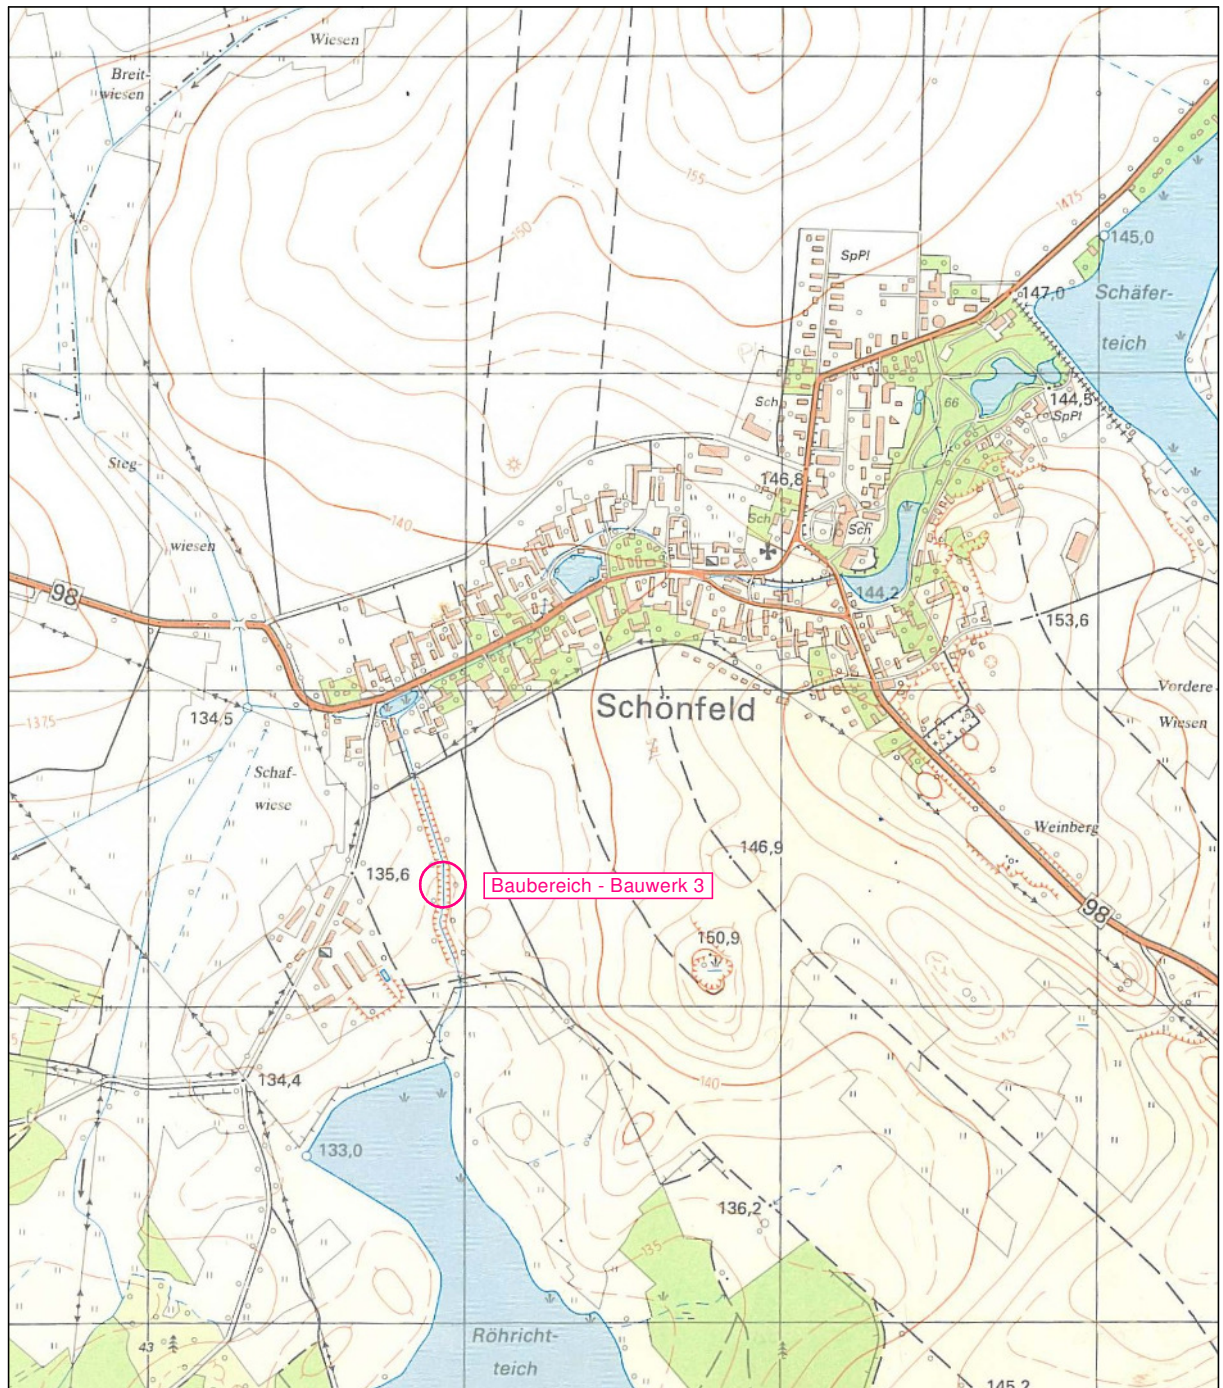 Wiesen
Breit-
wiesen
155
150
1475
145,0
SpPl
147,0
Schäfer-
teich
66
144,5
SpPl
Sch
Steg-
146,8
140
Sch
Sch
wiesen
98
144,2
153,6
Vordere
Wiesen
134,5
1375
Schönfeld
Schaf-
wiese
Weinberg
146,9
135,6
Baubereich - Bauwerk 3
98
150,9
145
140
134,4
133,0
136,2
135
Röhricht-
teich
43
145,2